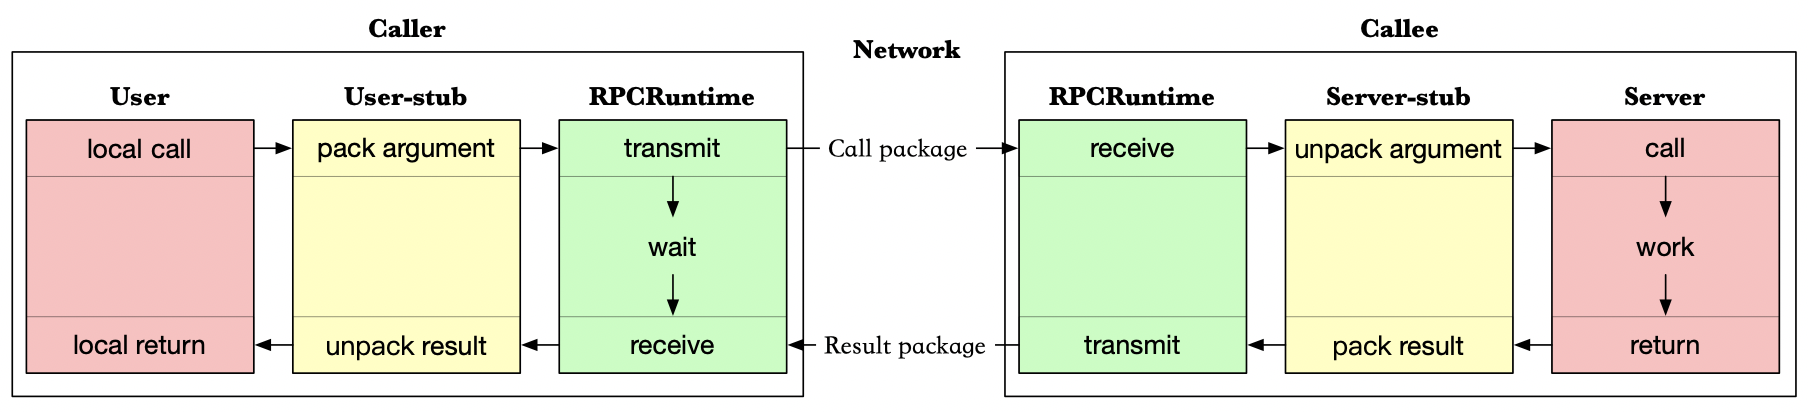 Caller
Network
Callee
User
User-stub
RPCRuntime
RPCRuntime
Server-stub
Server
local call
pack argument
transmit
Call package
receive
unpack argument
call
wait
work
local return
unpack result
receive
Result package
transmit
pack result
return